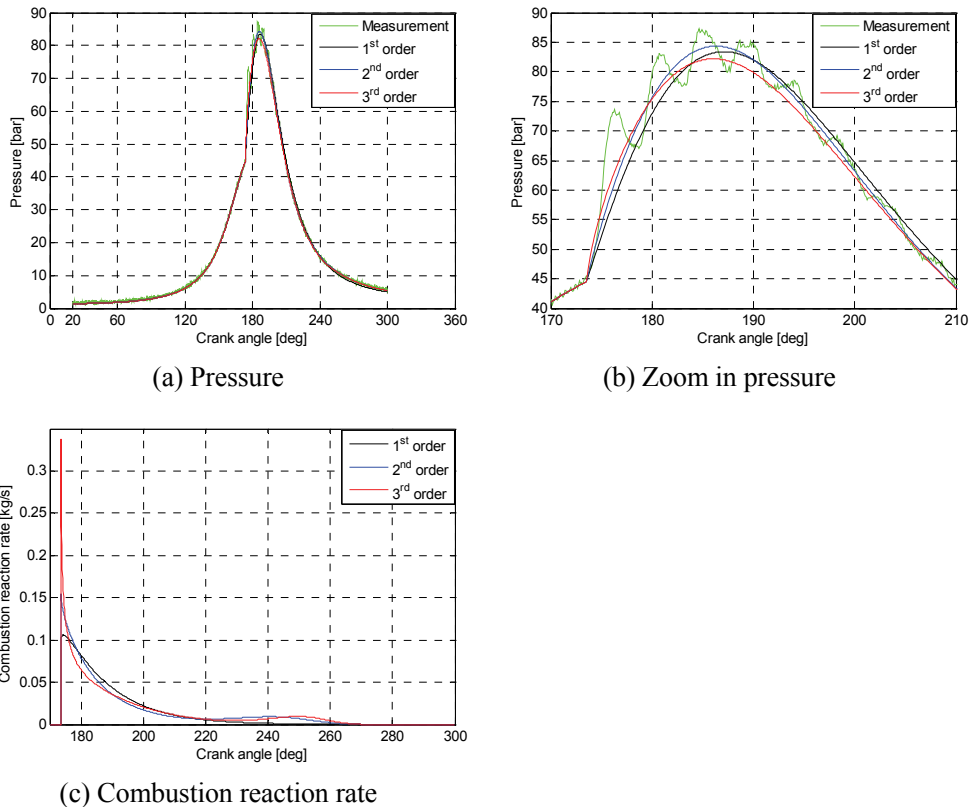 90
80
70
60
50
40
30
20
10
0
0 20 60 120 180 240 300 360
Pressure [bar]
Crank angle [deg]
Measurement
1st order
2nd order
3rd order
(a) Pressure
90
85
80
75
70
65
60
55
50
45
40
170 180 190 200 210
Pressure [bar]
Crank angle [deg]
Measurement
1st order
2nd order
3rd order
(b) Zoom in pressure
0.3
0.25
0.2
0.15
0.1
0.05
0
180 200 220 240 260 280 300
Combustion reaction rate [kg/s]
Crank angle [deg]
1st order
2nd order
3rd order
(c) Combustion reaction rate